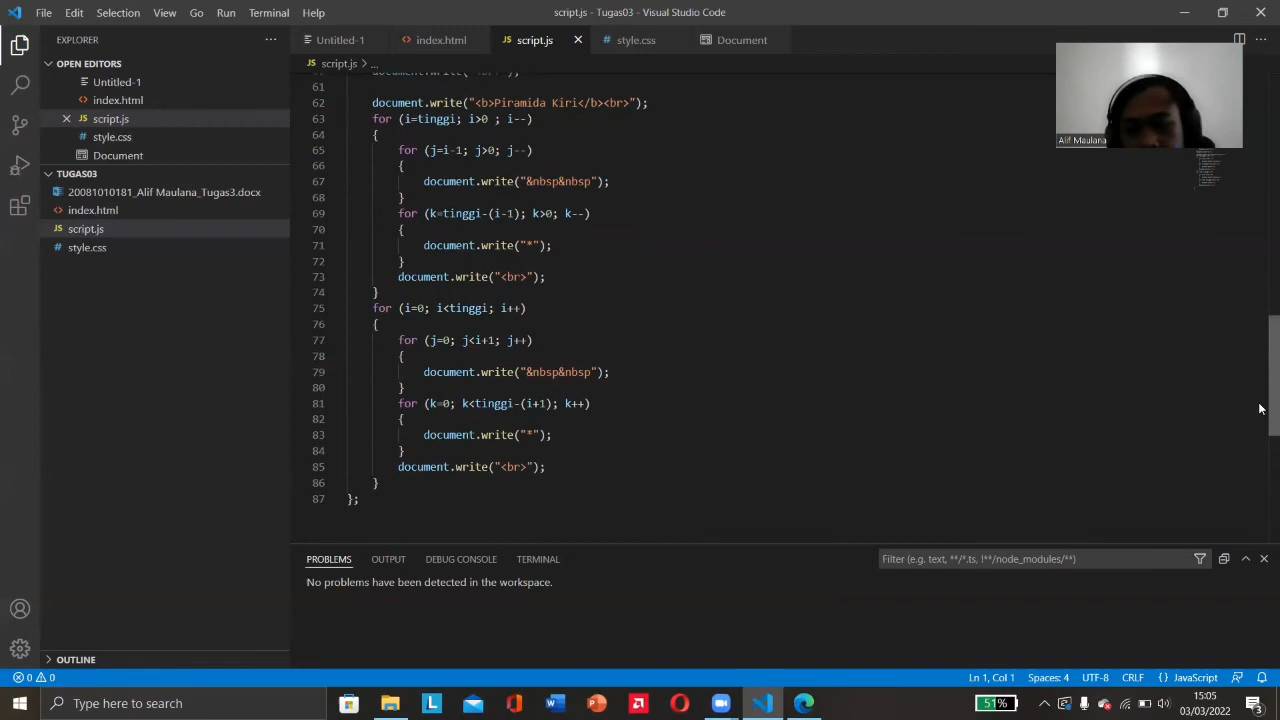 File Edit Selection View Go Run Terminal Help
script.js - Tugas03 - Visual Studio Code
EXPLORER
OPEN EDITORS
Untitled-1
index.html
script.js
style.css
Document
TUGAS03
20081010181_Alif Maulana_Tugas3.docx
index.html
script.js
style.css
OUTLINE
Untitled-1 index.html script.js style.css Document
script.js > ...
61
62 document.write("<b>Piramida Kiri</b><br>");
63 for (i=tinggi; i>0 ; i--)
64 {
65 for (j=i-1; j>0; j--)
66 {
67 document.write("&nbsp&nbsp");
68 }
69 for (k=tinggi-(i-1); k>0; k--)
70 {
71 document.write("*");
72 }
73 document.write("<br>");
74 }
75 for (i=0; i<tinggi; i++)
76 {
77 for (j=0; j<i+1; j++)
78 {
79 document.write("&nbsp&nbsp");
80 }
81 for (k=0; k<tinggi-(i+1); k++)
82 {
83 document.write("*");
84 }
85 document.write("<br>");
86 }
87 };
Alif Maulana
PROBLEMS OUTPUT DEBUG CONSOLE TERMINAL
Filter (e.g. text, **/*.ts, !**/node_modules/**)
No problems have been detected in the workspace.
0 0
Ln 1, Col 1 Spaces: 4 UTF-8 CRLF {} JavaScript
Type here to search
51%
15:05
03/03/2022
3